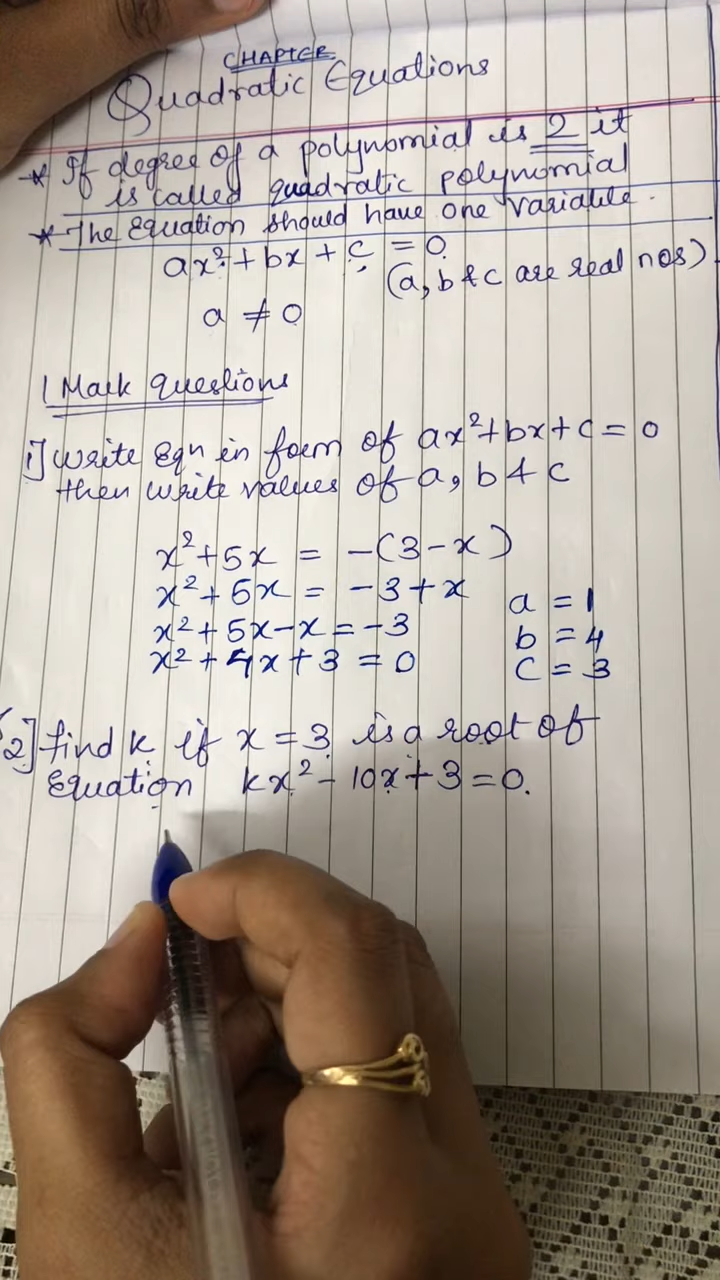 CHAPTER
Quadratic Equations
* If degree of a polynomial is 2 it
is called quadratic polynomial
* The Equation should have one variable.
ax²+bx+c=0
(a, b & c are real nos)
a ≠ 0
1 Mark questions
1] Write Eqn in form of ax²+bx+c=0
then write values of a, b & c
x²+5x = -(3-x)
x²+5x = -3+x
x²+5x-x=-3
x²+4x+3=0
a = 1
b = 4
c = 3
2] find k if x=3 is a root of
Equation kx²-10x+3=0.